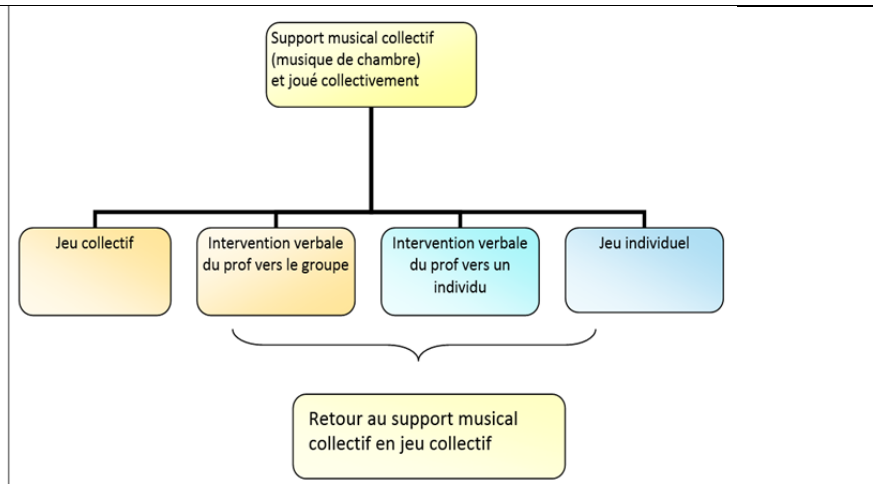 Support musical collectif
(musique de chambre)
et joué collectivement
Jeu collectif
Intervention verbale
du prof vers le groupe
Intervention verbale
du prof vers un
individu
Jeu individuel
Retour au support musical
collectif en jeu collectif